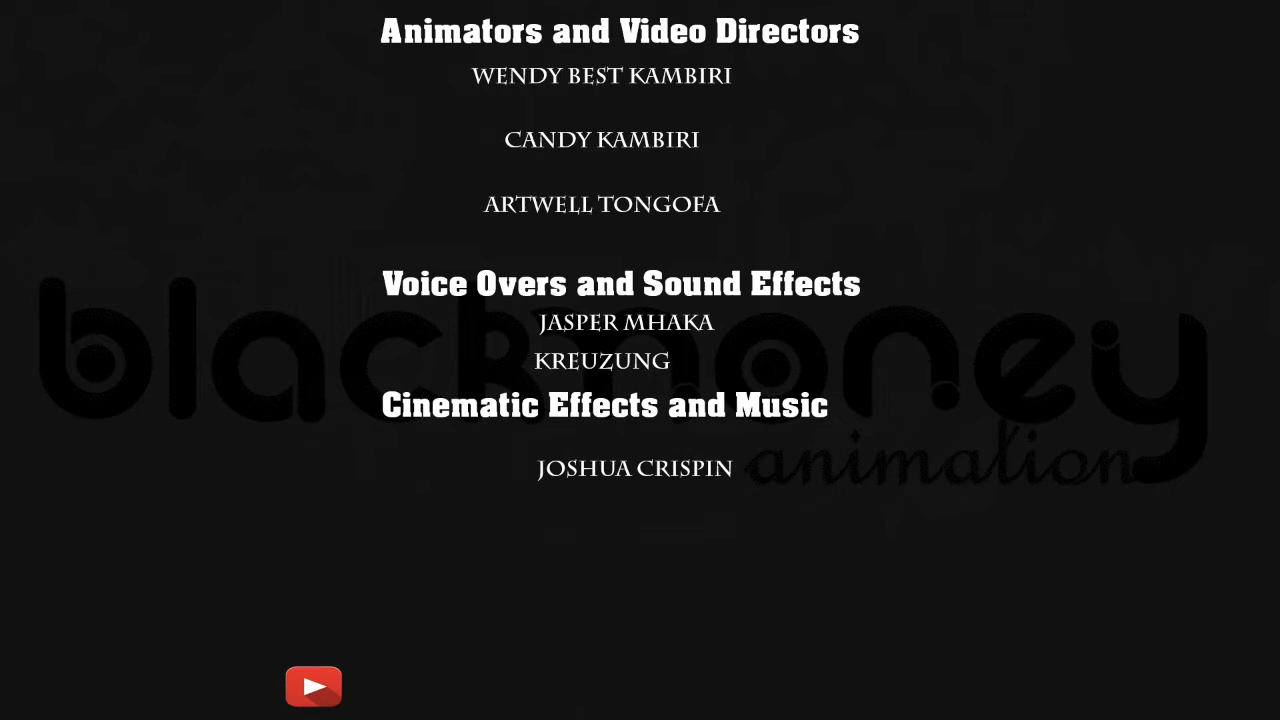 Animators and Video Directors
WENDY BEST KAMBIRI
CANDY KAMBIRI
ARTWELL TONGOFA
Voice Overs and Sound Effects
JASPER MHAKA
KREUZUNG
blackmoney
Cinematic Effects and Music
animation
JOSHUA CRISPIN